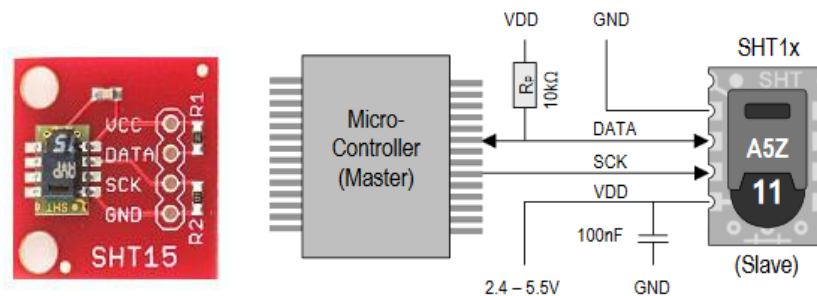 VCC
DATA
SCK
GND
R1
R2
15
SHT15
Micro-
Controller
(Master)
VDD
GND
RP
10kΩ
DATA
SCK
VDD
100nF
2.4 – 5.5V
GND
SHT1x
SHT
A5Z
11
(Slave)